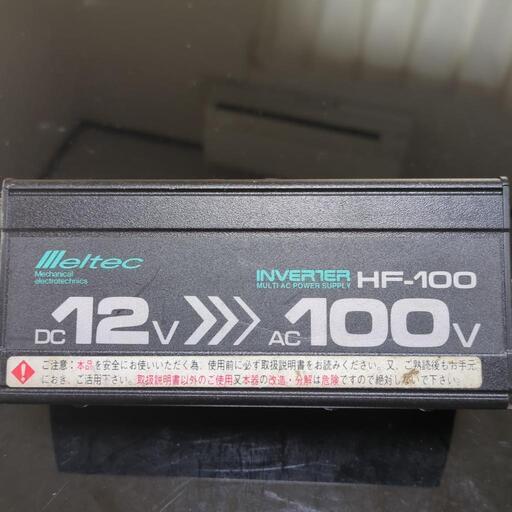 Meltec
Mechanical
electrotechnics
INVERTER HF-100
MULTI AC POWER SUPPLY
DC 12V AC 100V
ご注意：本品を安全にお使いいただく為、使用前に必ず取扱説明書をお読みください。又、ご熟読後もお手元
におき、ご活用下さい。取扱説明書以外のご使用又本器の改造・分解は危険ですので絶対しないで下さい。